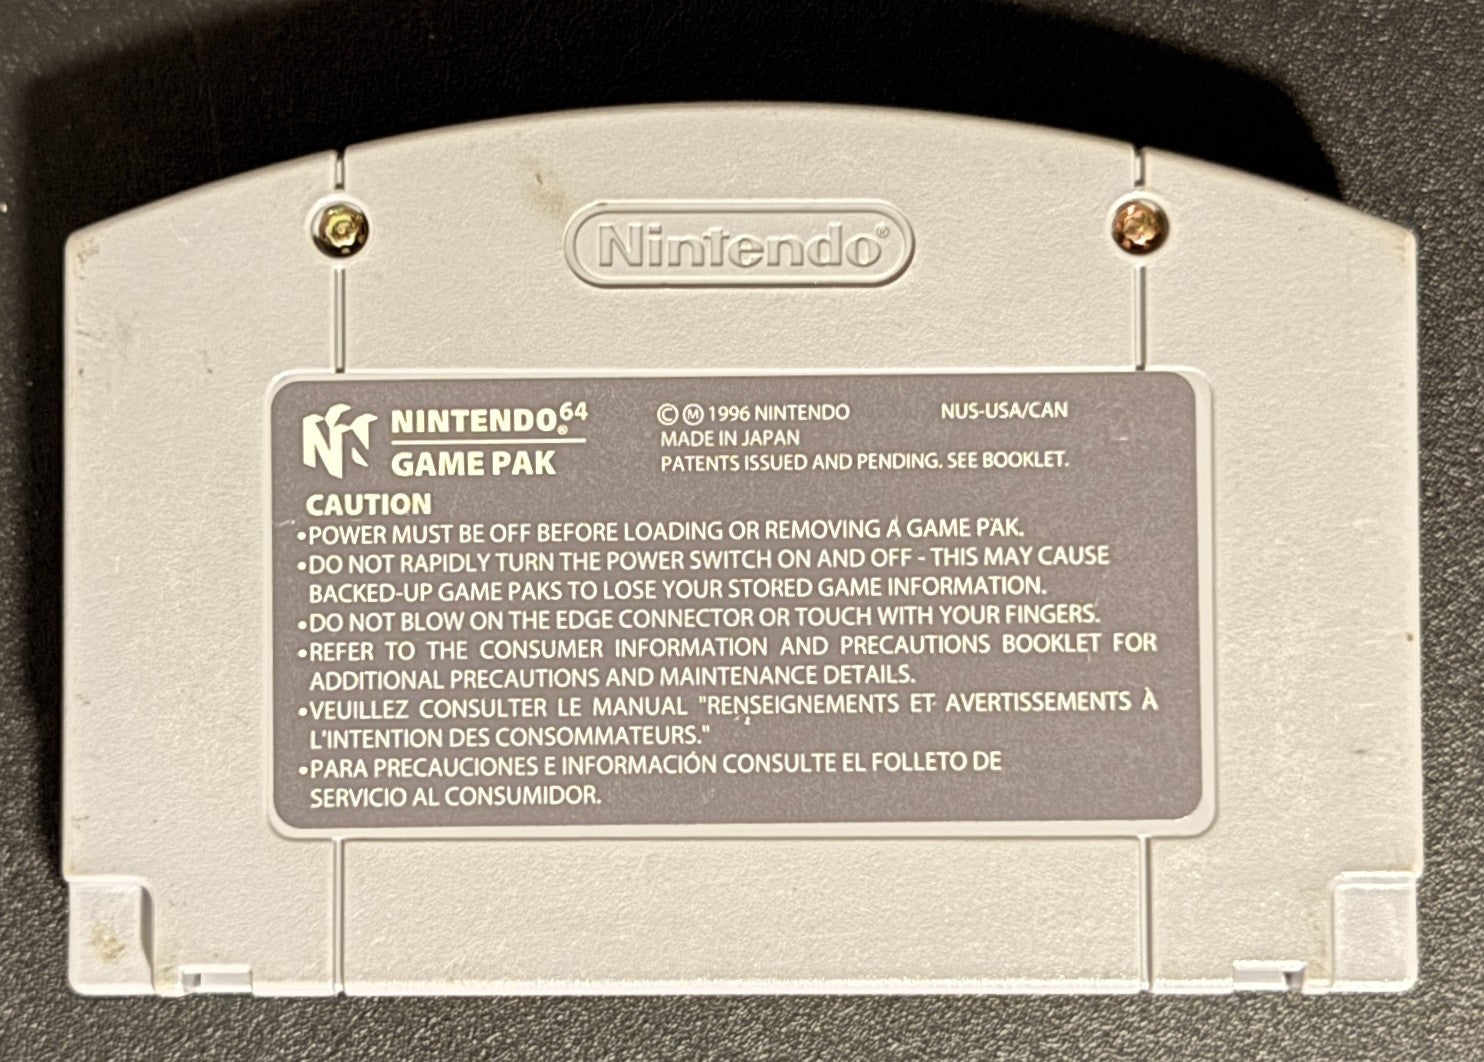 Nintendo®
NINTENDO®64
GAME PAK
©Ⓜ1996 NINTENDO
NUS-USA/CAN
MADE IN JAPAN
PATENTS ISSUED AND PENDING. SEE BOOKLET.
CAUTION
•POWER MUST BE OFF BEFORE LOADING OR REMOVING A GAME PAK.
•DO NOT RAPIDLY TURN THE POWER SWITCH ON AND OFF - THIS MAY CAUSE
BACKED-UP GAME PAKS TO LOSE YOUR STORED GAME INFORMATION.
•DO NOT BLOW ON THE EDGE CONNECTOR OR TOUCH WITH YOUR FINGERS.
•REFER TO THE CONSUMER INFORMATION AND PRECAUTIONS BOOKLET FOR
ADDITIONAL PRECAUTIONS AND MAINTENANCE DETAILS.
•VEUILLEZ CONSULTER LE MANUAL "RENSEIGNEMENTS ET AVERTISSEMENTS À
L'INTENTION DES CONSOMMATEURS."
•PARA PRECAUCIONES E INFORMACIÓN CONSULTE EL FOLLETO DE
SERVICIO AL CONSUMIDOR.